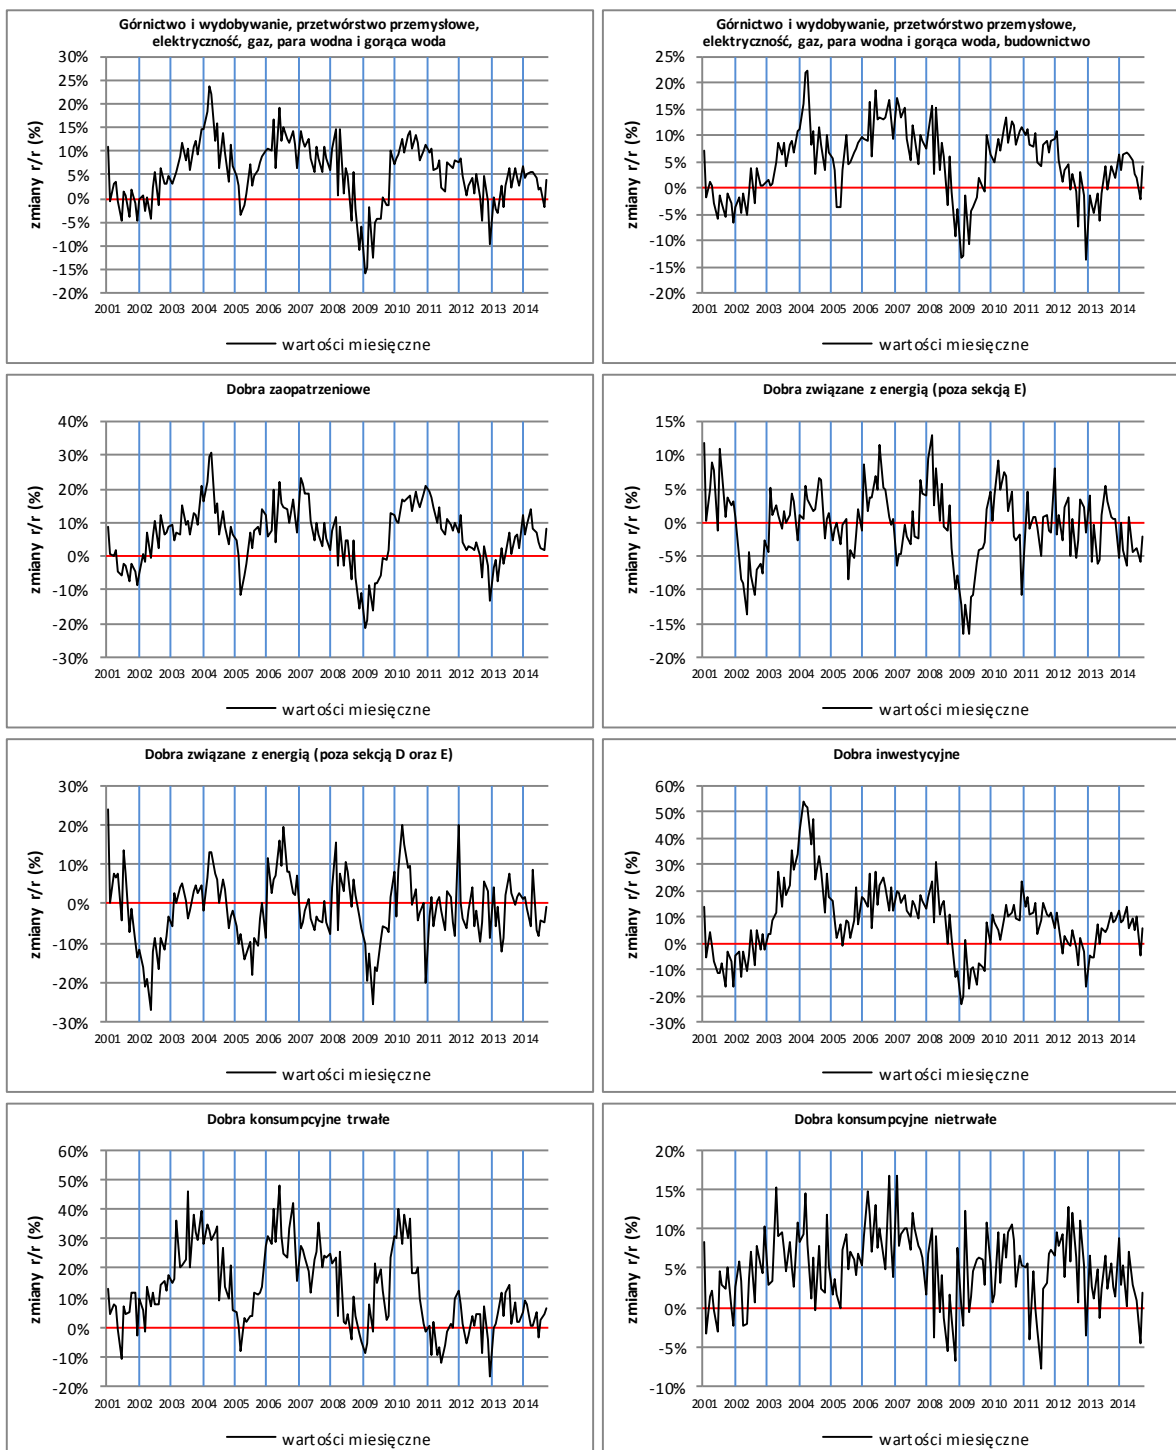 Górnictwo i wydobywanie, przetwórstwo przemysłowe,
elektryczność, gaz, para wodna i gorąca woda
zmiany r/r (%)
30%
25%
20%
15%
10%
5%
0%
-5%
-10%
-15%
-20%
2001 2002 2003 2004 2005 2006 2007 2008 2009 2010 2011 2012 2013 2014
wartości miesięczne
Górnictwo i wydobywanie, przetwórstwo przemysłowe,
elektryczność, gaz, para wodna i gorąca woda, budownictwo
zmiany r/r (%)
25%
20%
15%
10%
5%
0%
-5%
-10%
-15%
-20%
2001 2002 2003 2004 2005 2006 2007 2008 2009 2010 2011 2012 2013 2014
wartości miesięczne
Dobra zaopatrzeniowe
zmiany r/r (%)
40%
30%
20%
10%
0%
-10%
-20%
-30%
2001 2002 2003 2004 2005 2006 2007 2008 2009 2010 2011 2012 2013 2014
wartości miesięczne
Dobra związane z energią (poza sekcją E)
zmiany r/r (%)
15%
10%
5%
0%
-5%
-10%
-15%
-20%
2001 2002 2003 2004 2005 2006 2007 2008 2009 2010 2011 2012 2013 2014
wartości miesięczne
Dobra związane z energią (poza sekcją D oraz E)
zmiany r/r (%)
30%
20%
10%
0%
-10%
-20%
-30%
2001 2002 2003 2004 2005 2006 2007 2008 2009 2010 2011 2012 2013 2014
wartości miesięczne
Dobra inwestycyjne
zmiany r/r (%)
60%
50%
40%
30%
20%
10%
0%
-10%
-20%
-30%
2001 2002 2003 2004 2005 2006 2007 2008 2009 2010 2011 2012 2013 2014
wartości miesięczne
Dobra konsumpcyjne trwałe
zmiany r/r (%)
60%
50%
40%
30%
20%
10%
0%
-10%
-20%
2001 2002 2003 2004 2005 2006 2007 2008 2009 2010 2011 2012 2013 2014
wartości miesięczne
Dobra konsumpcyjne nietrwałe
zmiany r/r (%)
20%
15%
10%
5%
0%
-5%
-10%
2001 2002 2003 2004 2005 2006 2007 2008 2009 2010 2011 2012 2013 2014
wartości miesięczne